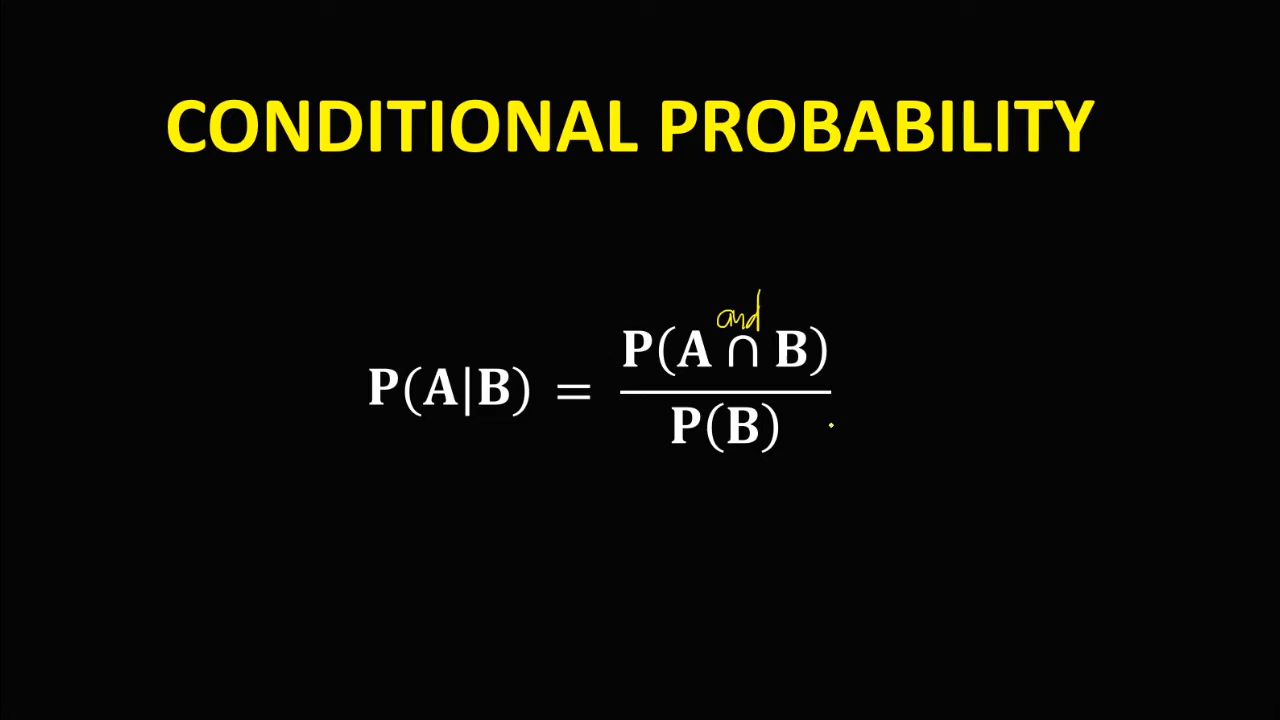 CONDITIONAL PROBABILITY
and
P(A ∩ B)
P(A|B) =
P(B)